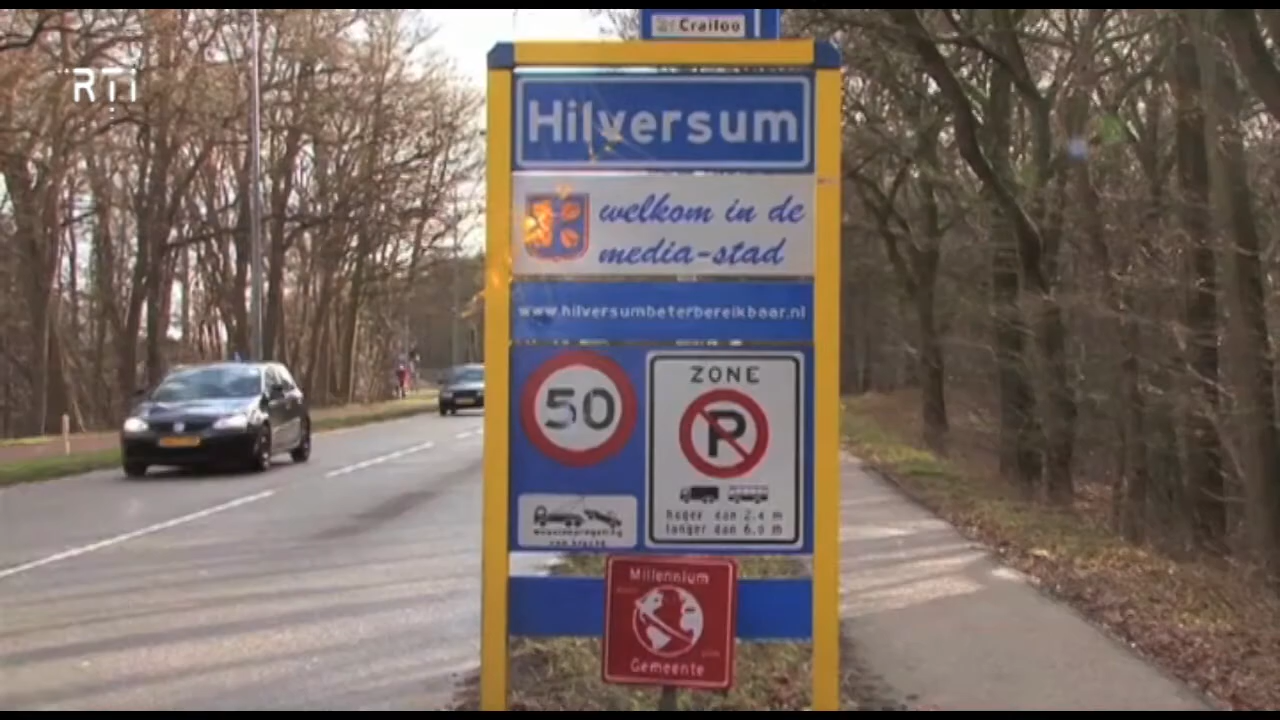 RTi
Crailoo
Hilversum
welkom in de
media-stad
www.hilversumbeterbereikbaar.nl
50
ZONE
P
hoger dan 2.4 m
langer dan 6.0 m
Millennium
Gemeente